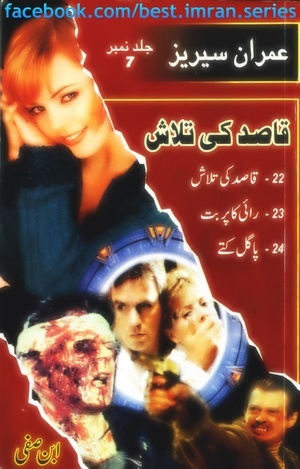 facebook.com/best.imran.series
عمران سیریز
جلد نمبر
7
قاصد کی تلاش
22 - قاصد کی تلاش
23 - رائی کا پربت
24 - پاگل کتے
ابن صفی